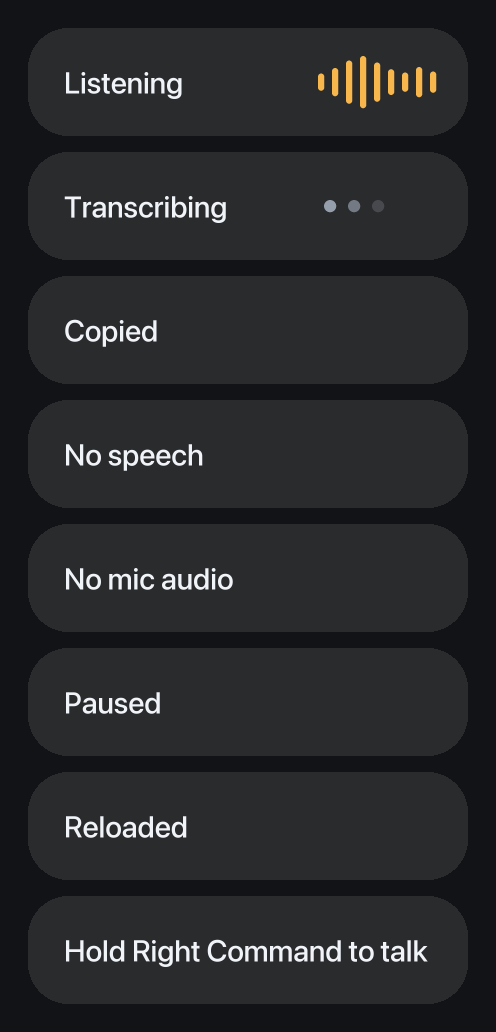 Listening
Transcribing
Copied
No speech
No mic audio
Paused
Reloaded
Hold Right Command to talk